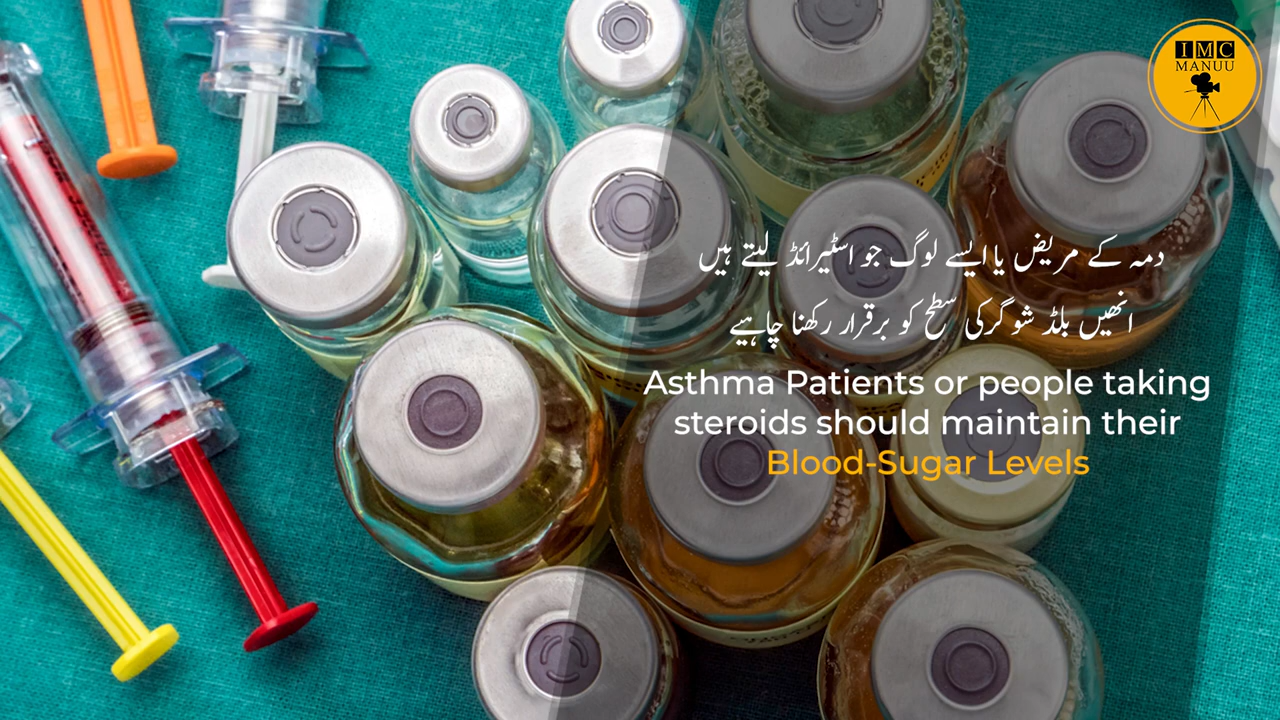 IMC
MANUU
دمہ کے مریض یا ایسے لوگ جو اسٹیرائڈ لیتے ہیں
انھیں بلڈ شوگر کی سطح کو برقرار رکھنا چاہیے
Asthma Patients or people taking
steroids should maintain their
Blood-Sugar Levels